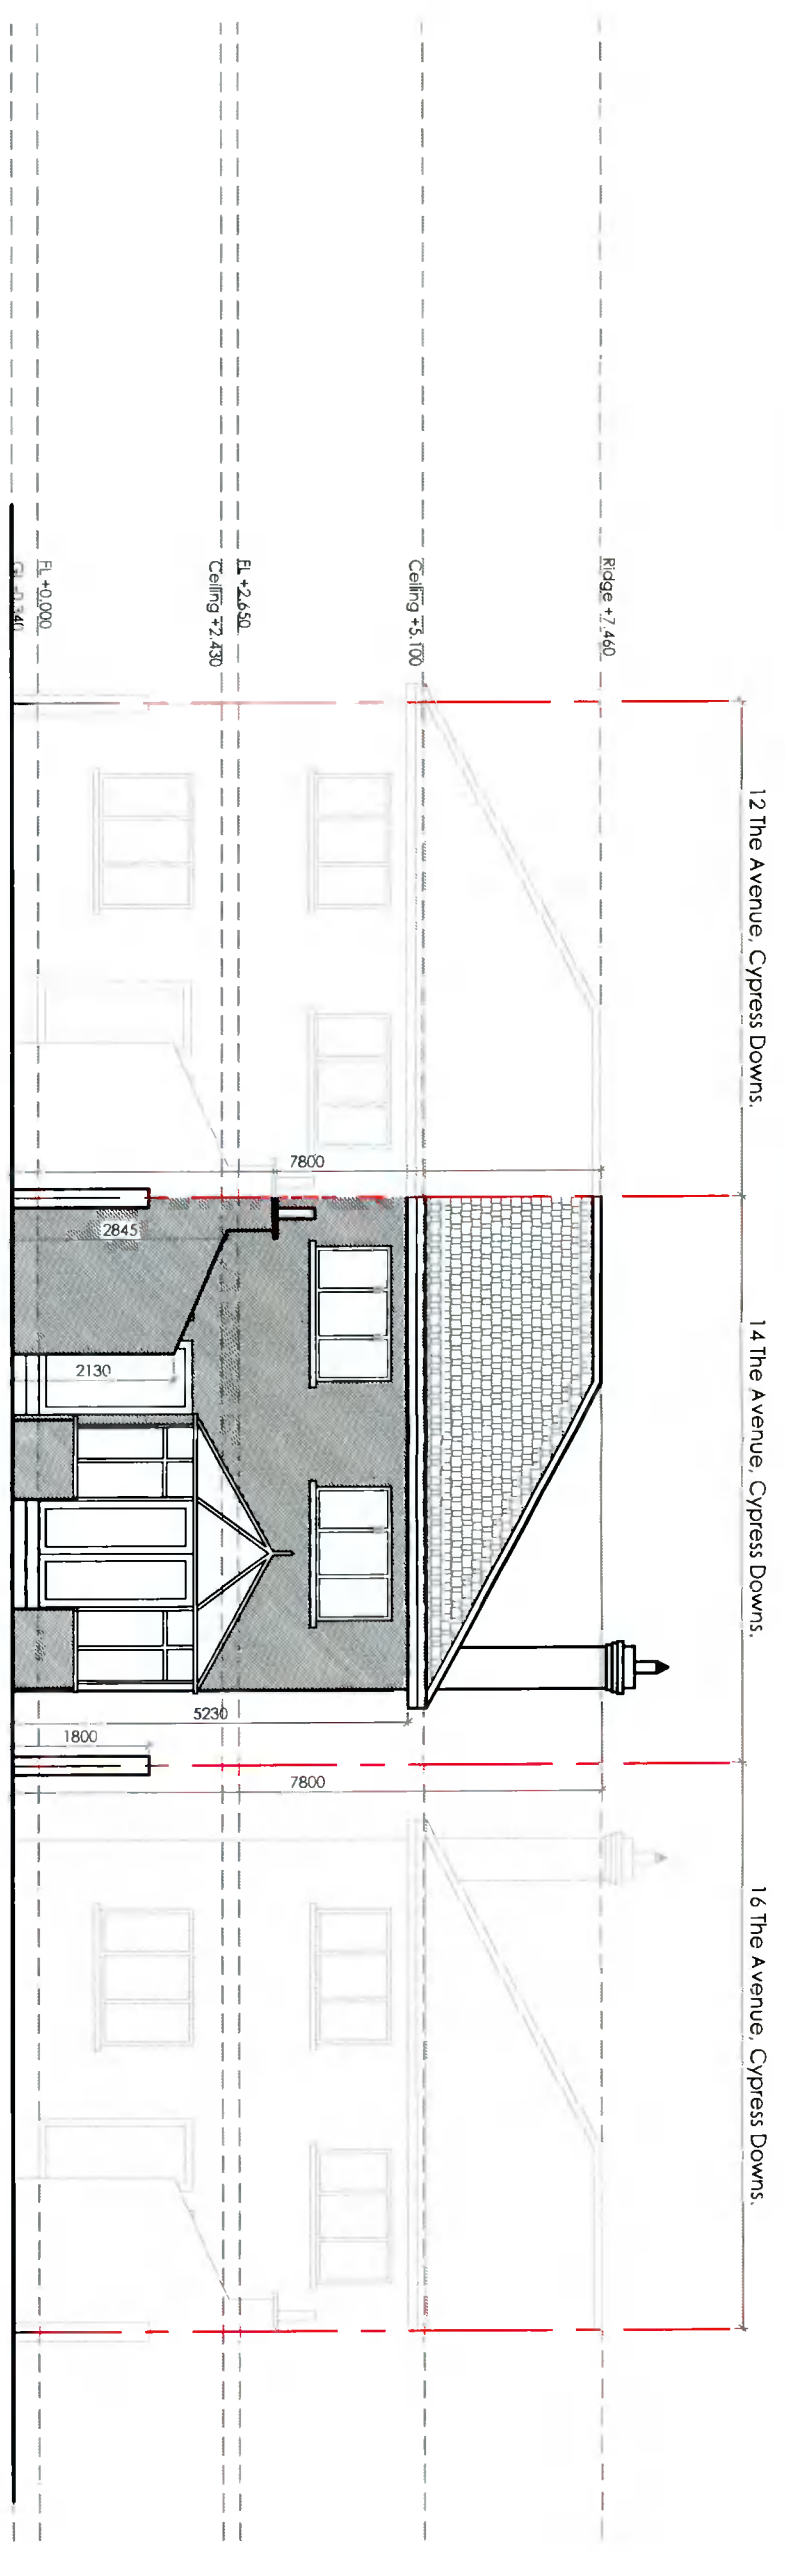 12 The Avenue, Cypress Downs.
14 The Avenue, Cypress Downs.
16 The Avenue, Cypress Downs.
Ridge +7.460
Ceiling +5.100
FL +2.650
Ceiling +2.430
FL +0.000
7800
2845
2130
5230
1800
7800